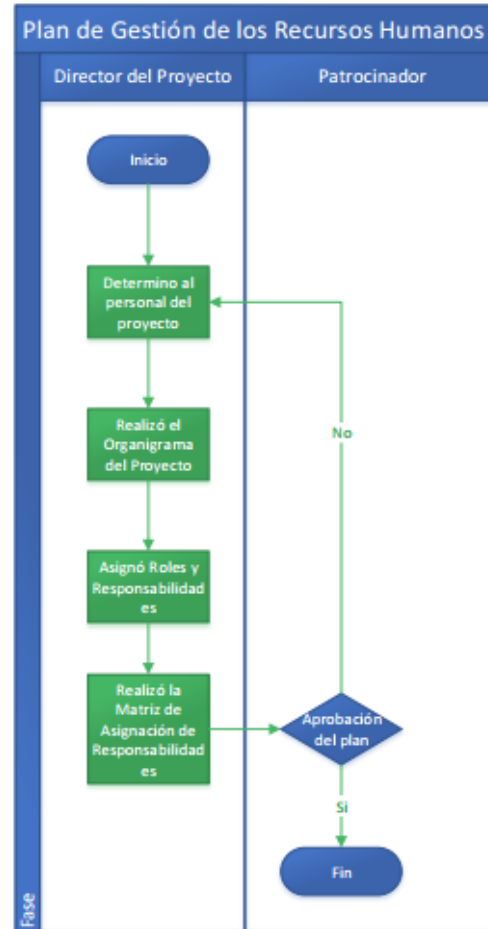 Plan de Gestión de los Recursos Humanos
Director del Proyecto
Patrocinador
Inicio
Determino al
personal del
proyecto
Realizó el
Organigrama
del Proyecto
No
Asignó Roles y
Responsabilidad
es
Realizó la
Matriz de
Asignación de
Responsabilidad
es
Aprobación
del plan
Si
Fin
Fase